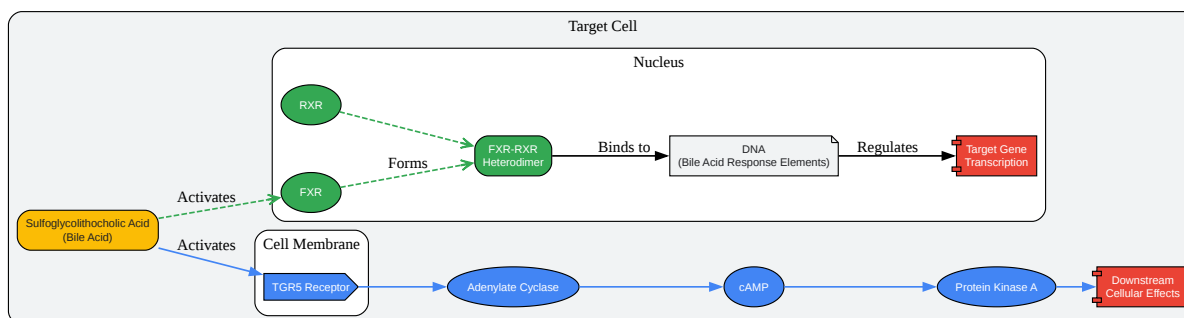 Target Cell
Nucleus
RXR
FXR-RXR
Heterodimer
Binds to
DNA
(Bile Acid Response Elements)
Regulates
Target Gene
Transcription
Forms
Activates
FXR
Sulfoglycolithocholic Acid
(Bile Acid)
Activates
Cell Membrane
TGR5 Receptor
Adenylate Cyclase
cAMP
Protein Kinase A
Downstream
Cellular Effects